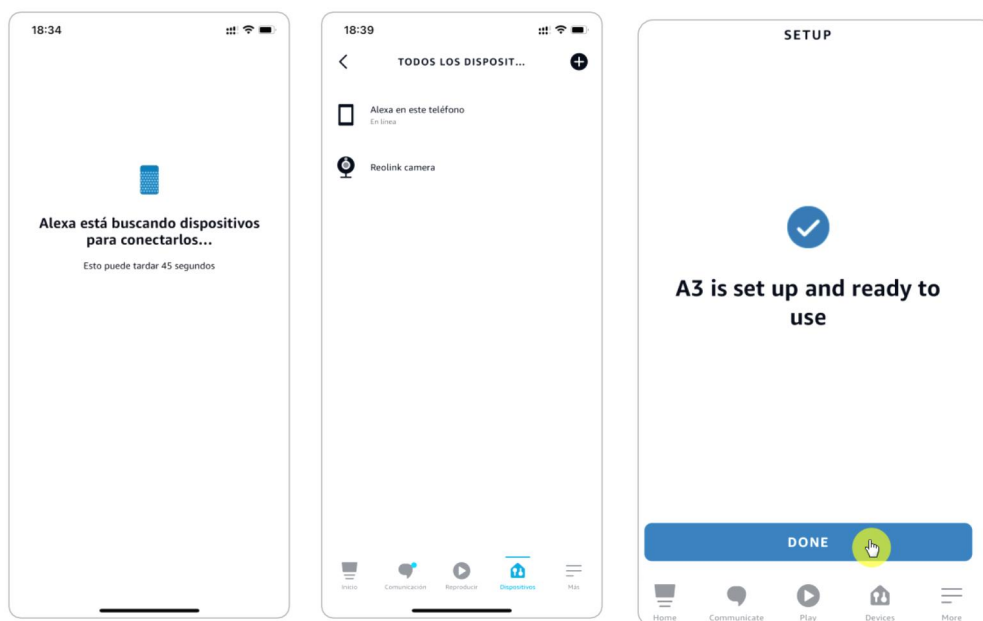 18:34
Alexa está buscando dispositivos
para conectarlos...
Esto puede tardar 45 segundos
18:39
TODOS LOS DISPOSIT...
Alexa en este teléfono
En línea
Reolink camera
Inicio
Comunicación
Reproducir
Dispositivos
Más
SETUP
A3 is set up and ready to
use
DONE
Home
Communicate
Play
Devices
More